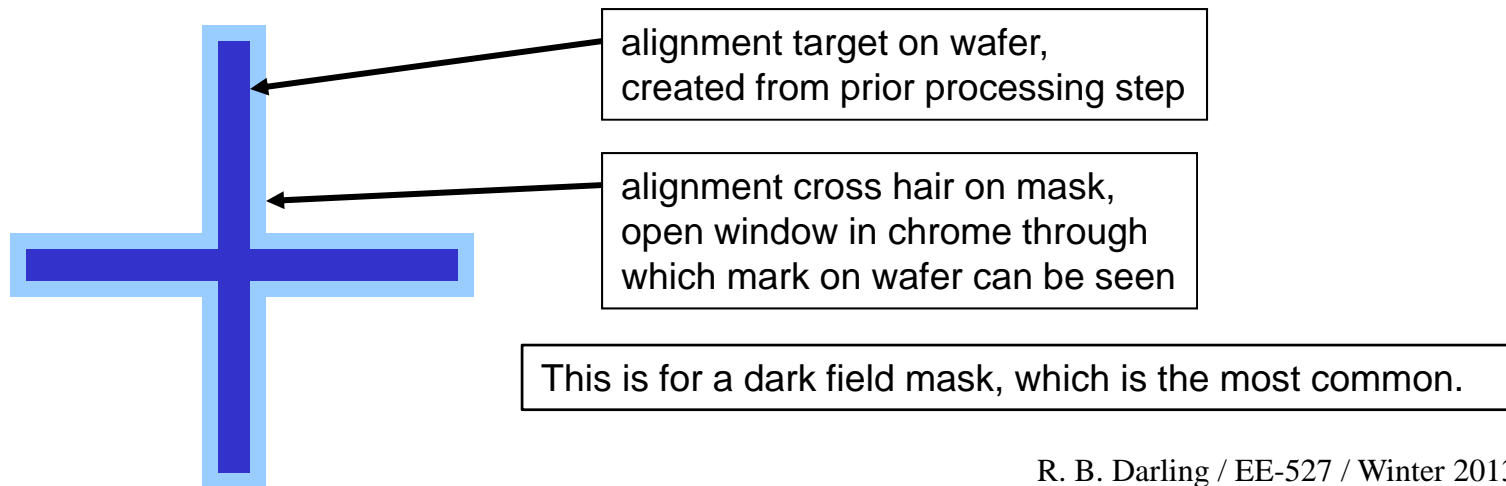 alignment target on wafer,
created from prior processing step
alignment cross hair on mask,
open window in chrome through
which mark on wafer can be seen
This is for a dark field mask, which is the most common.
R. B. Darling / EE-527 / Winter 2013